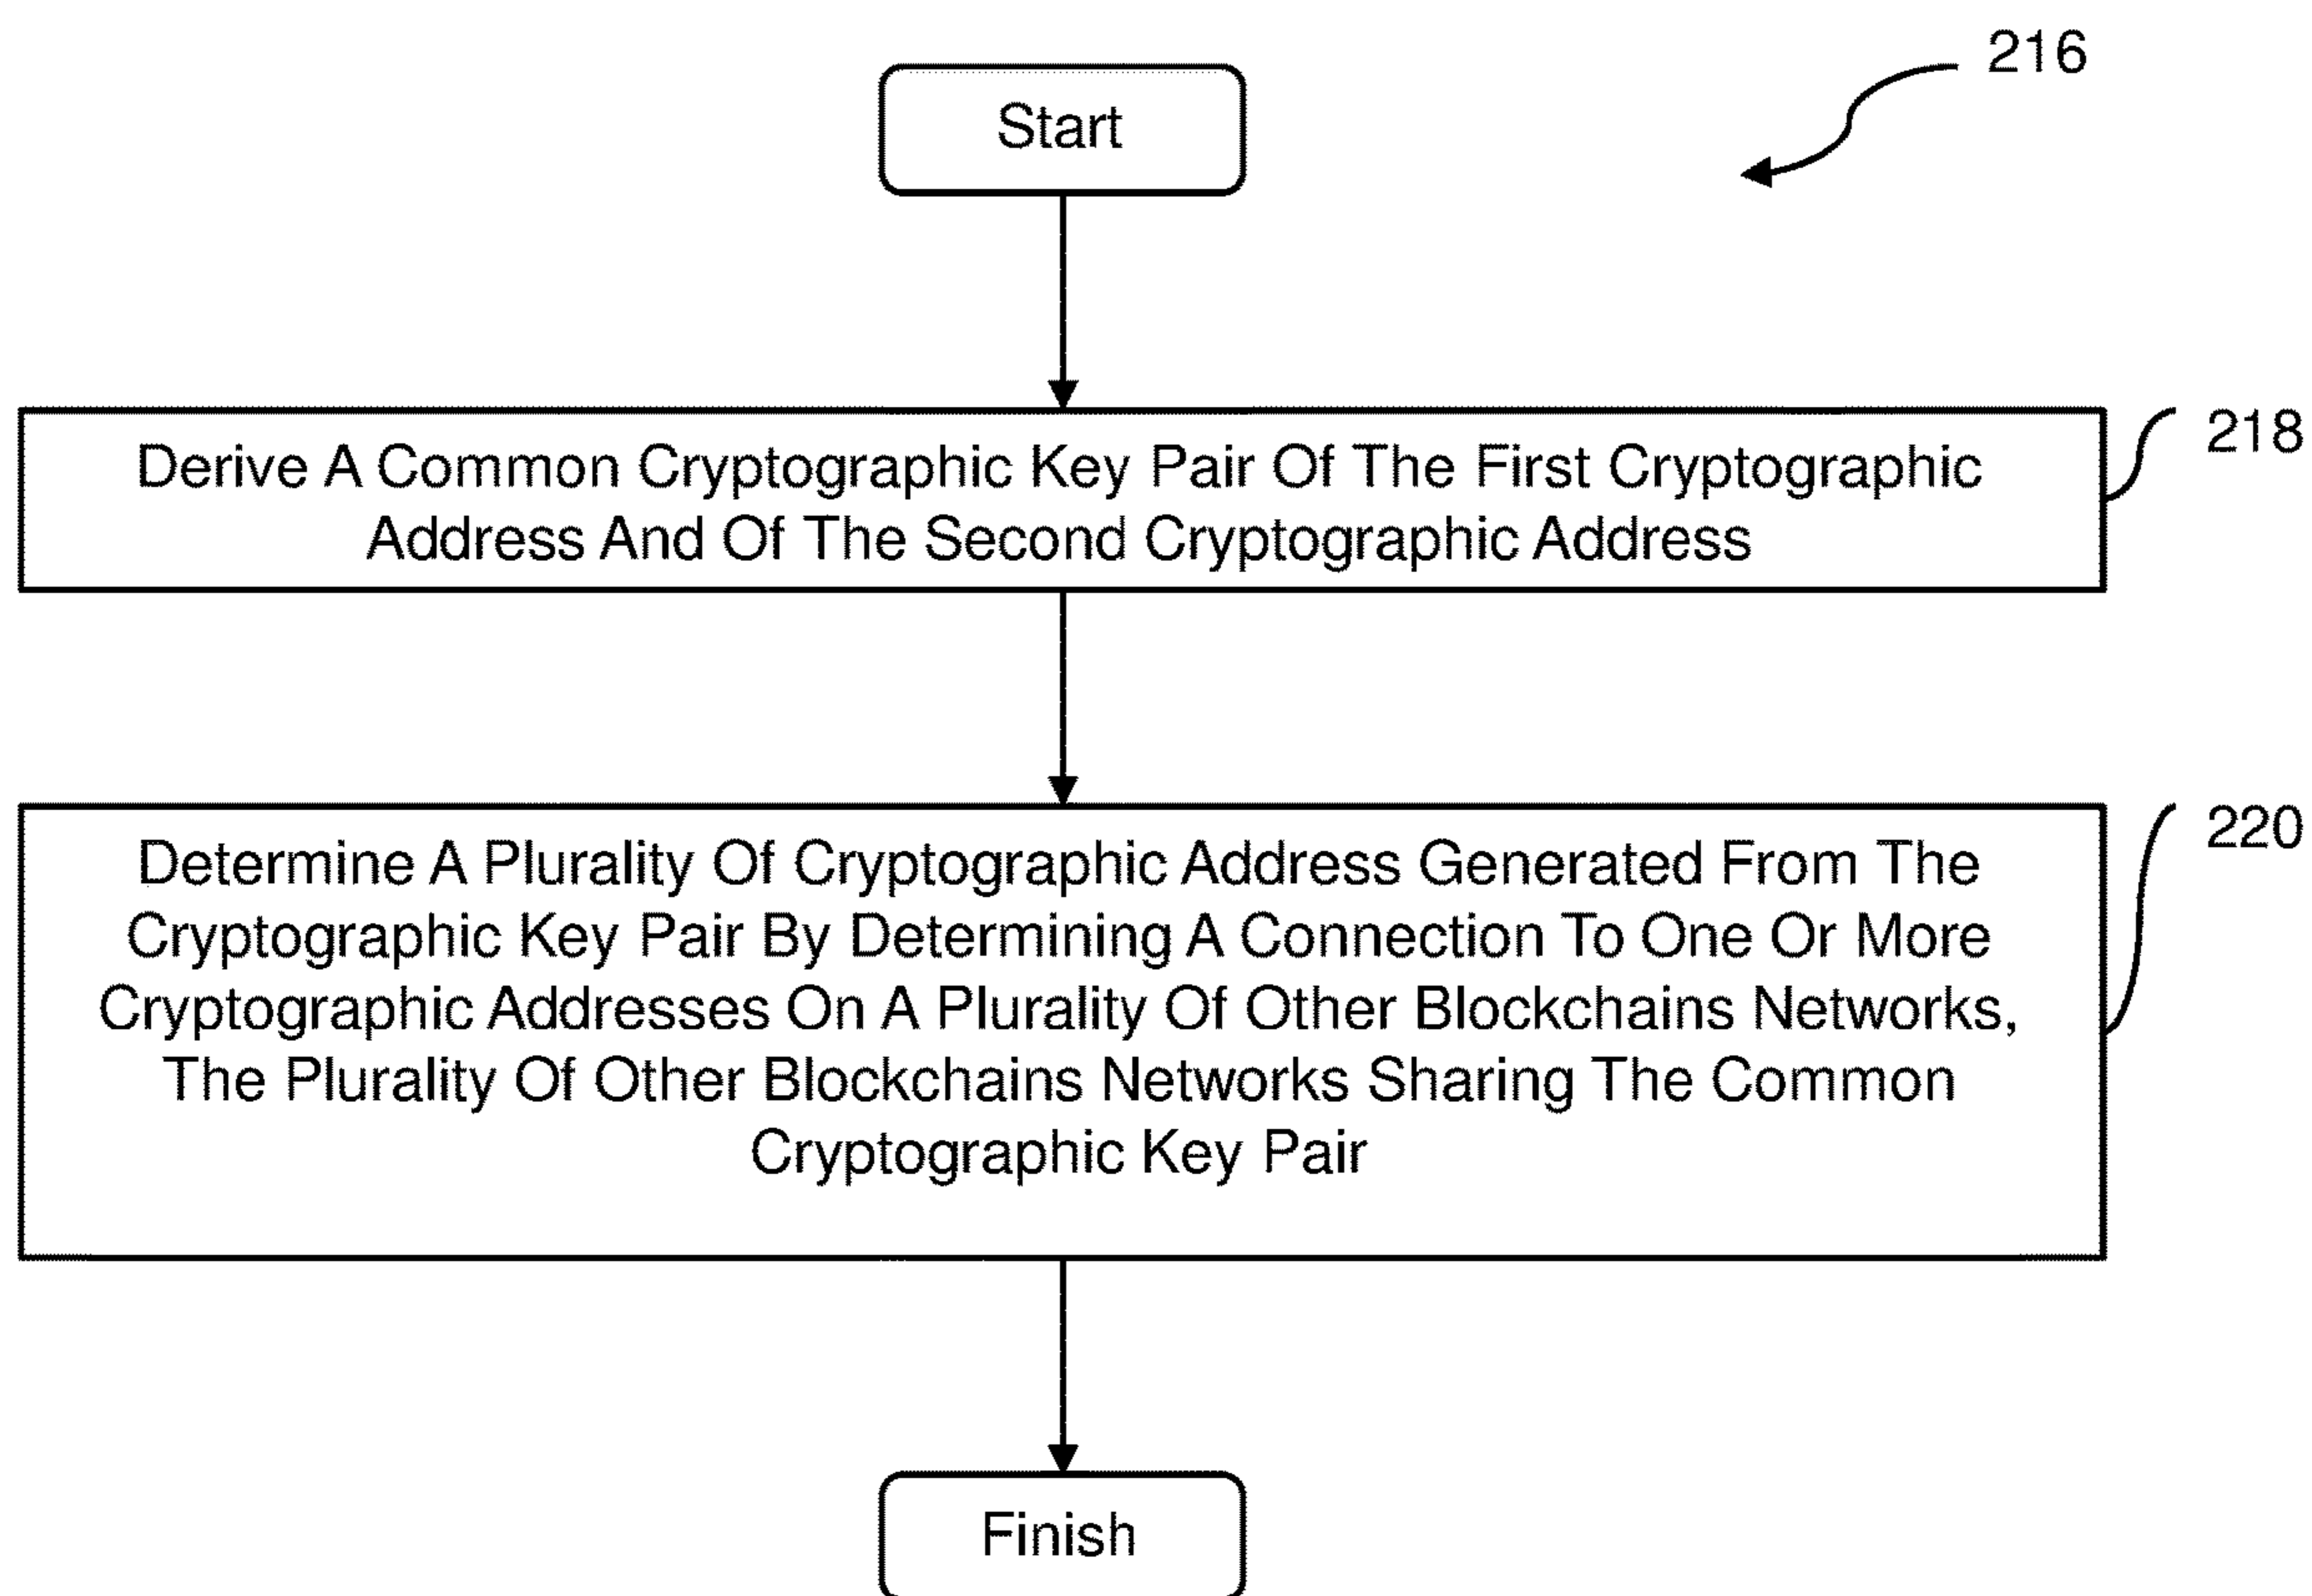 216
Start
Derive A Common Cryptographic Key Pair Of The First Cryptographic
Address And Of The Second Cryptographic Address
218
Determine A Plurality Of Cryptographic Address Generated From The
Cryptographic Key Pair By Determining A Connection To One Or More
Cryptographic Addresses On A Plurality Of Other Blockchains Networks,
The Plurality Of Other Blockchains Networks Sharing The Common
Cryptographic Key Pair
220
Finish